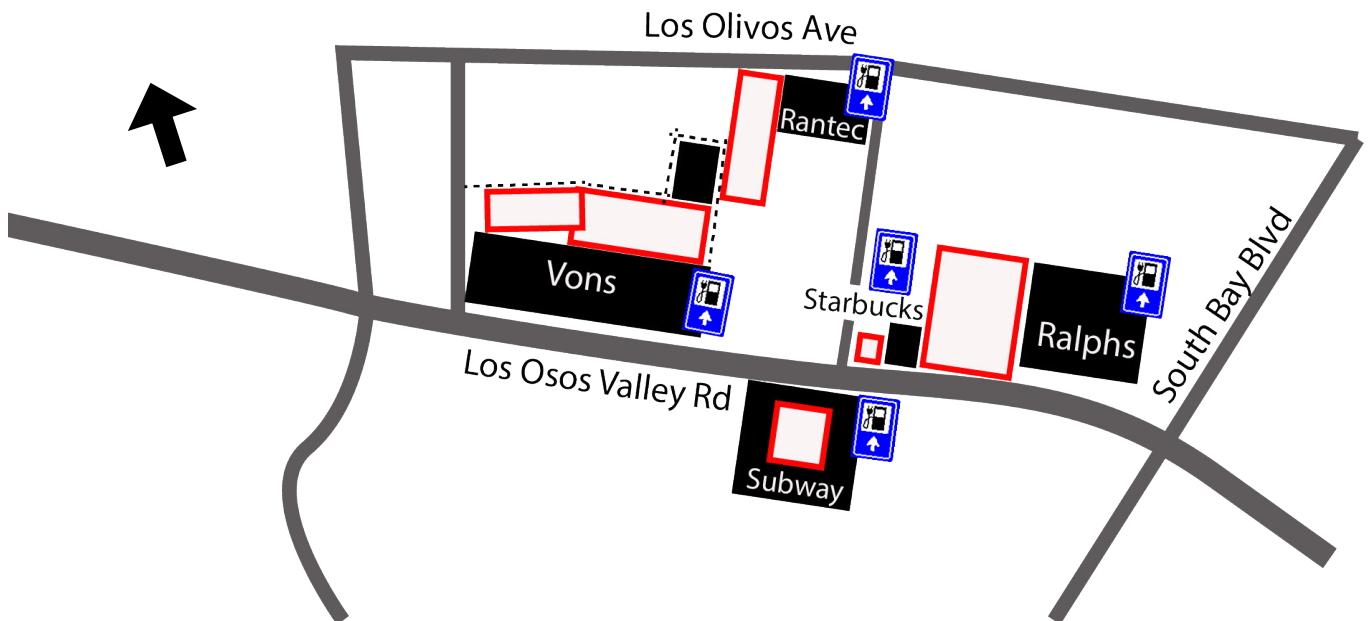 Los Olivos Ave
Rantec
Vons
Starbucks
Ralphs
South Bay Blvd
Los Osos Valley Rd
Subway